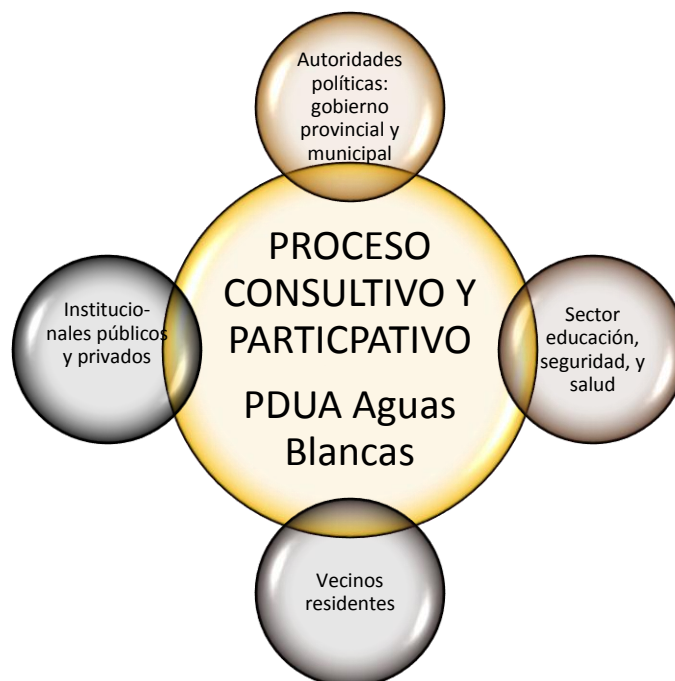 Autoridades
políticas:
gobierno
provincial y
municipal
PROCESO
CONSULTIVO Y
PARTICPATIVO
PDUA Aguas
Blancas
Institucio-
nales públicos
y privados
Sector
educación,
seguridad, y
salud
Vecinos
residentes